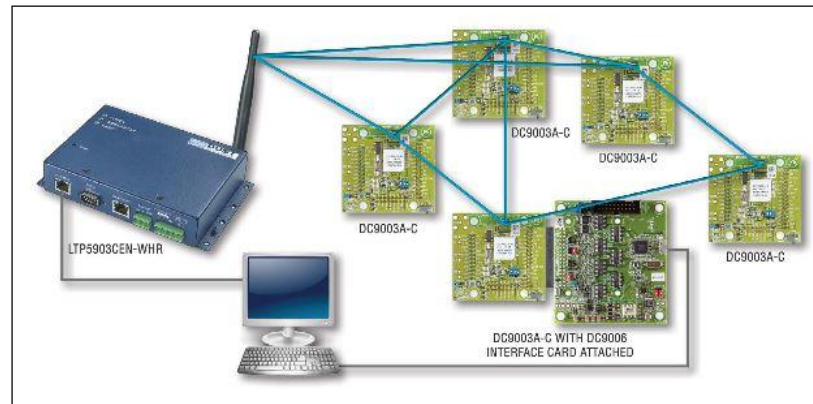 DC9003A-C
DC9003A-C
DC9003A-C
DC9003A-C
LTP5903CEN-WHR
DC9003A-C WITH DC9006
INTERFACE CARD ATTACHED